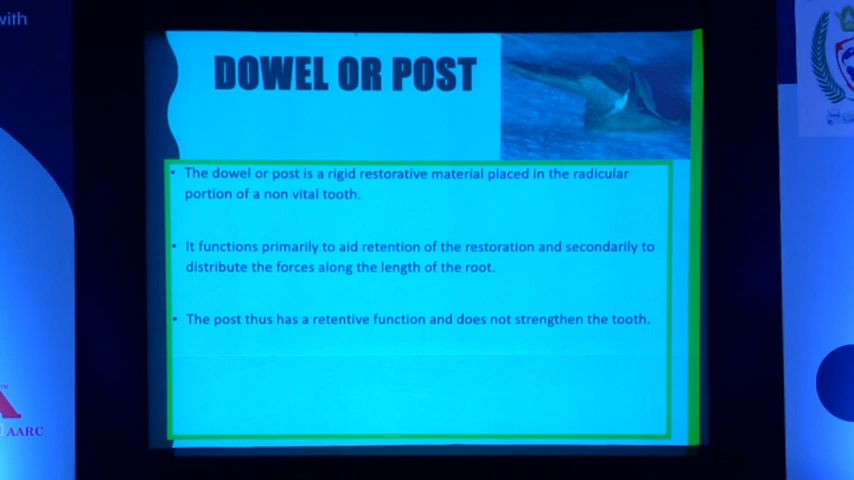 with
DOWEL OR POST
• The dowel or post is a rigid restorative material placed in the radicular
portion of a non vital tooth.
• It functions primarily to aid retention of the restoration and secondarily to
distribute the forces along the length of the root.
• The post thus has a retentive function and does not strengthen the tooth.
AARC